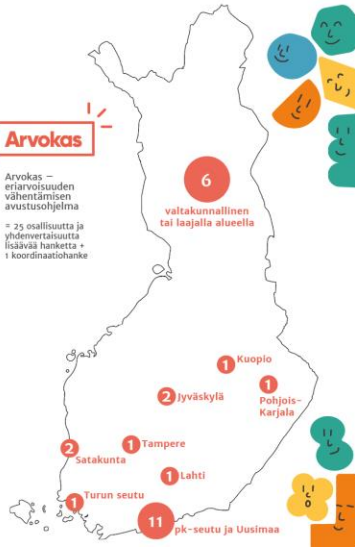 Arvokas
Arvokas –
eriarvoisuuden
vähentämisen
avustusohjelma
= 25 osallisuutta ja
yhdenvertaisuutta
lisäävää hanketta +
1 koordinaatiohanke
6
valtakunnallinen
tai laajalla alueella
1 Kuopio
1
Pohjois-
Karjala
2 Jyväskylä
1 Tampere
2
Satakunta
1 Lahti
Turun seutu
1
11 pk-seutu ja Uusimaa